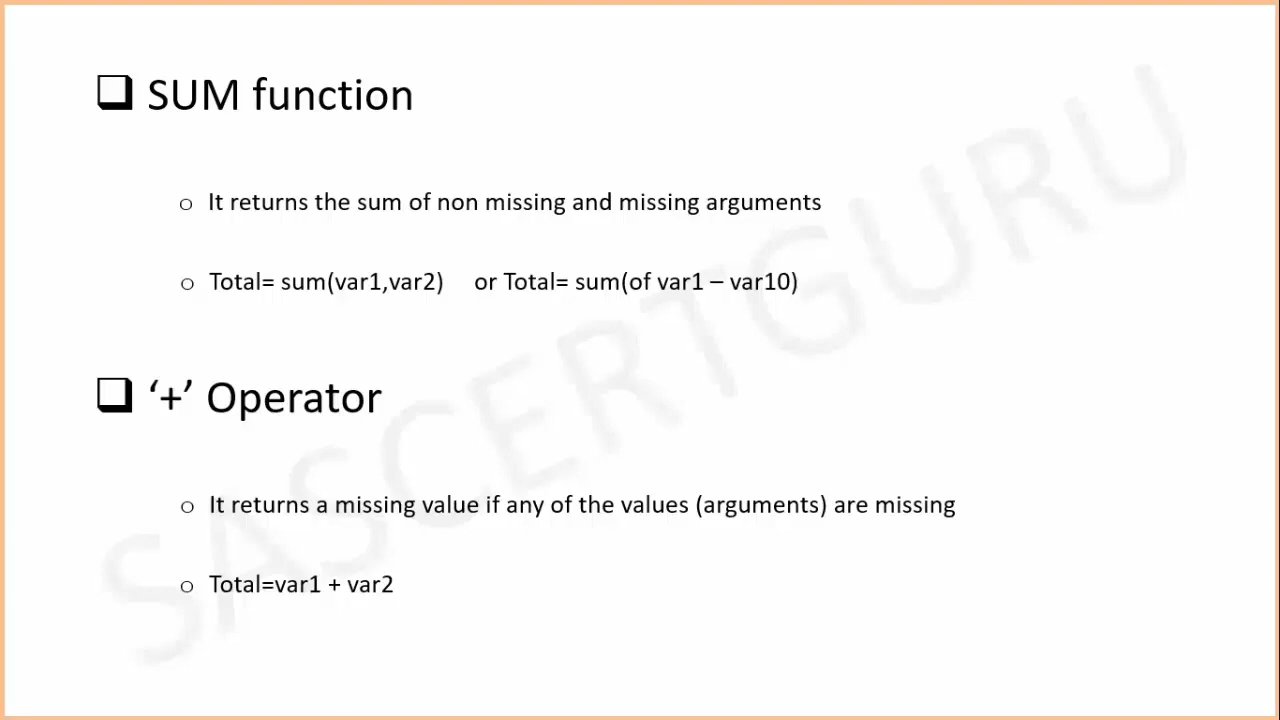 SUM function
It returns the sum of non missing and missing arguments
Total= sum(var1,var2) or Total= sum(of var1 – var10)
‘+’ Operator
It returns a missing value if any of the values (arguments) are missing
Total=var1 + var2
SASCERTGURU